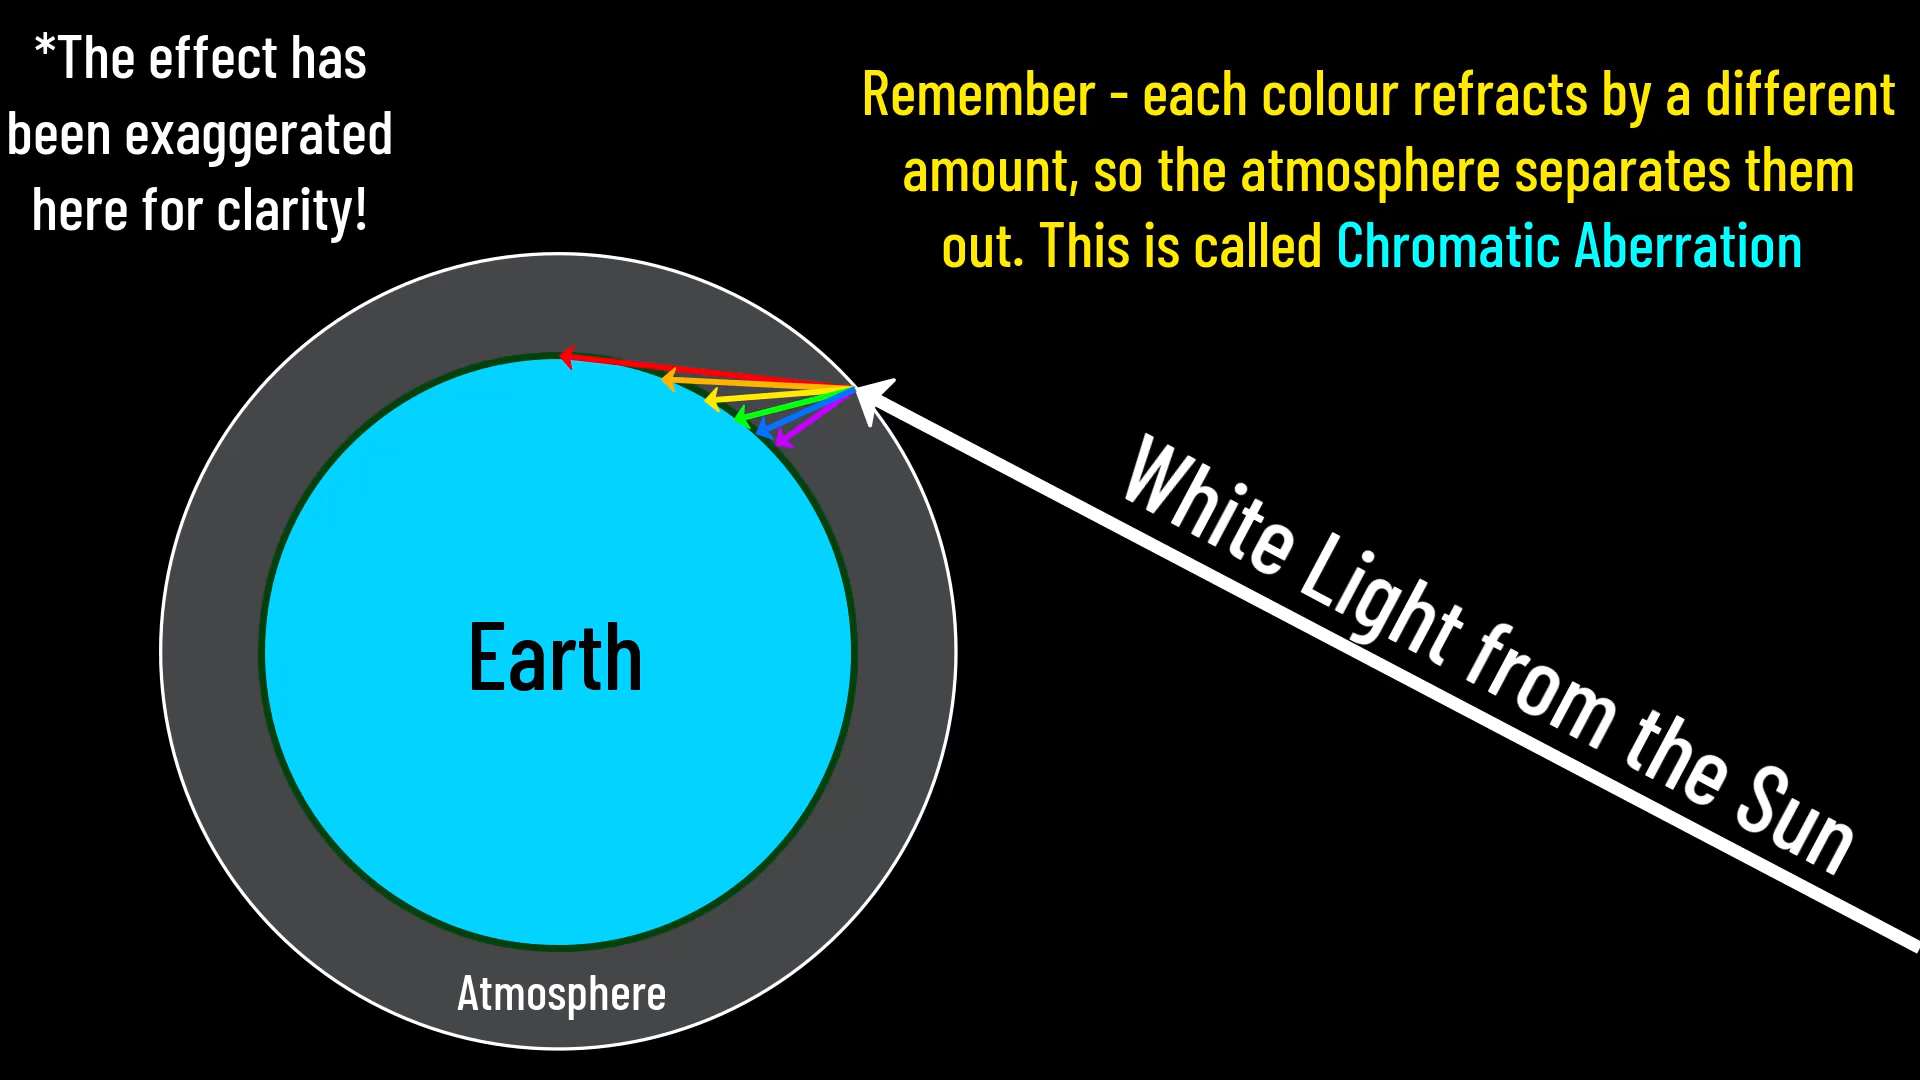 *The effect has
been exaggerated
here for clarity!
Remember - each colour refracts by a different
amount, so the atmosphere separates them
out. This is called Chromatic Aberration
White Light from the Sun
Earth
Atmosphere